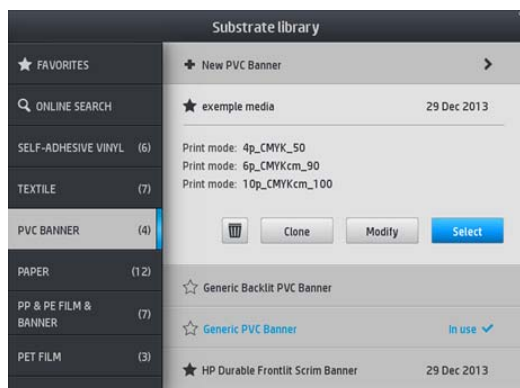 Substrate library
FAVORITES
ONLINE SEARCH
SELF-ADHESIVE VINYL (6)
TEXTILE (7)
PVC BANNER (4)
PAPER (12)
PP & PE FILM &
BANNER (7)
PET FILM (3)
New PVC Banner
exemple media 29 Dec 2013
Print mode: 4p_CMYK_50
Print mode: 6p_CMYKcm_90
Print mode: 10p_CMYKcm_100
Clone Modify Select
Generic Backlit PVC Banner
Generic PVC Banner In use
HP Durable Frontlit Scrim Banner 29 Dec 2013